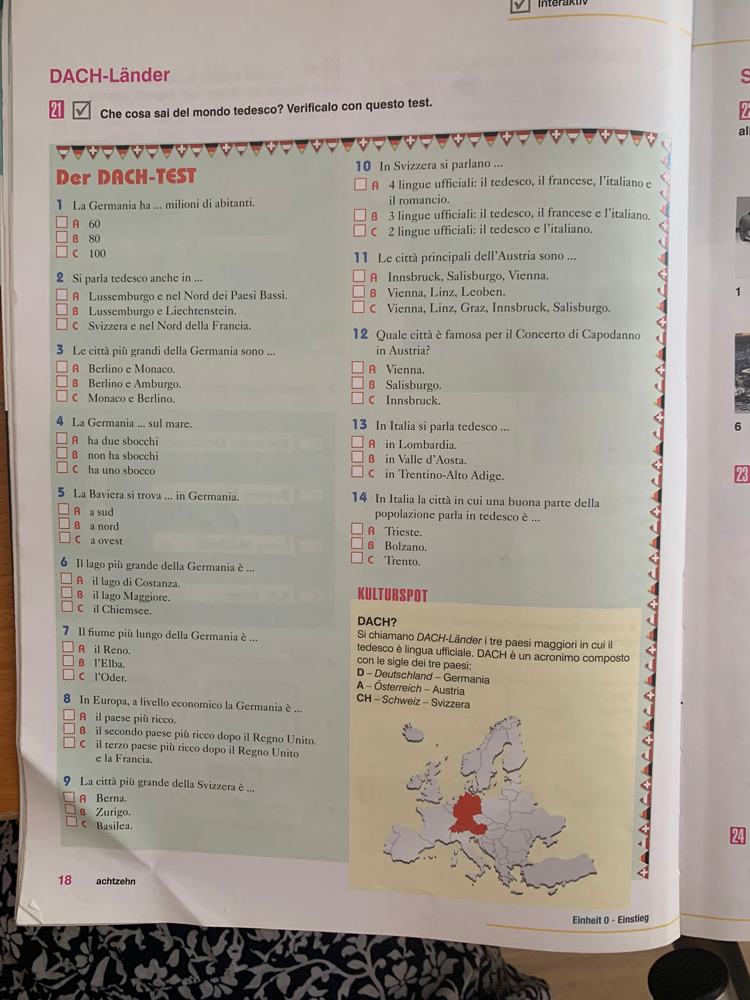 Interaktiv
DACH-Länder
21 Che cosa sai del mondo tedesco? Verificalo con questo test.
Der DACH-TEST
1 La Germania ha ... milioni di abitanti.
A 60
B 80
C 100
2 Si parla tedesco anche in ...
A Lussemburgo e nel Nord dei Paesi Bassi.
B Lussemburgo e Liechtenstein.
C Svizzera e nel Nord della Francia.
3 Le città più grandi della Germania sono ...
A Berlino e Monaco.
B Berlino e Amburgo.
C Monaco e Berlino.
4 La Germania ... sul mare.
A ha due sbocchi
B non ha sbocchi
C ha uno sbocco
5 La Baviera si trova ... in Germania.
A a sud
B a nord
C a ovest
6 Il lago più grande della Germania è ...
A il lago di Costanza.
B il lago Maggiore.
C il Chiemsee.
7 Il fiume più lungo della Germania è ...
A il Reno.
B l'Elba.
C l'Oder.
8 In Europa, a livello economico la Germania è ...
A il paese più ricco.
B il secondo paese più ricco dopo il Regno Unito.
C il terzo paese più ricco dopo il Regno Unito
e la Francia.
9 La città più grande della Svizzera è ...
A Berna.
B Zurigo.
C Basilea.
10 In Svizzera si parlano ...
A 4 lingue ufficiali: il tedesco, il francese, l'italiano e
il romancio.
B 3 lingue ufficiali: il tedesco, il francese e l'italiano.
C 2 lingue ufficiali: il tedesco e l'italiano.
11 Le città principali dell'Austria sono ...
A Innsbruck, Salisburgo, Vienna.
B Vienna, Linz, Leoben.
C Vienna, Linz, Graz, Innsbruck, Salisburgo.
12 Quale città è famosa per il Concerto di Capodanno
in Austria?
A Vienna.
B Salisburgo.
C Innsbruck.
13 In Italia si parla tedesco ...
A in Lombardia.
B in Valle d'Aosta.
C in Trentino-Alto Adige.
14 In Italia la città in cui una buona parte della
popolazione parla in tedesco è ...
A Trieste.
B Bolzano.
C Trento.
KULTURSPOT
DACH?
Si chiamano DACH-Länder i tre paesi maggiori in cui il
tedesco è lingua ufficiale. DACH è un acronimo composto
con le sigle dei tre paesi:
D – Deutschland – Germania
A – Österreich – Austria
CH – Schweiz – Svizzera
18 achtzehn
Einheit 0 - Einstieg
S
22
1
6
23
24